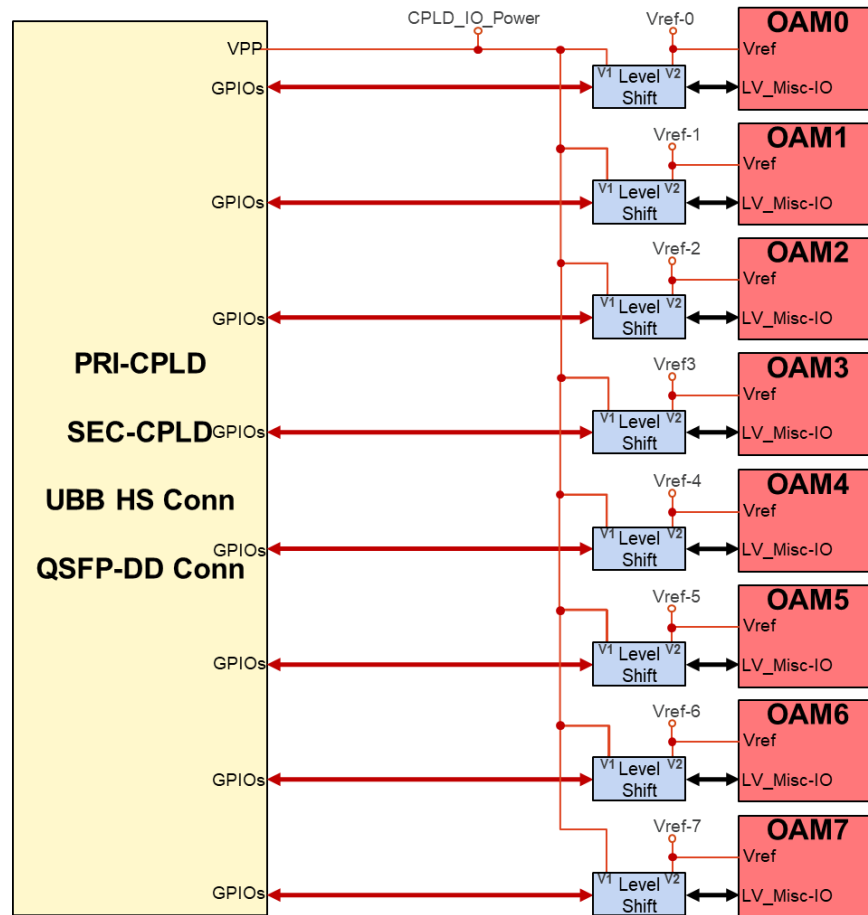 CPLD_IO_Power
Vref-0
OAM0
VPP
V1
Level
Shift
V2
Vref
GPIOs
LV_Misc-IO
Vref-1
OAM1
V1
Level
Shift
V2
Vref
GPIOs
LV_Misc-IO
Vref-2
OAM2
V1
Level
Shift
V2
Vref
GPIOs
LV_Misc-IO
PRI-CPLD
Vref3
OAM3
V1
Level
Shift
V2
Vref
SEC-CPLD
GPIOs
LV_Misc-IO
UBB HS Conn
Vref-4
OAM4
V1
Level
Shift
V2
Vref
GPIOs
LV_Misc-IO
QSFP-DD Conn
Vref-5
OAM5
V1
Level
Shift
V2
Vref
GPIOs
LV_Misc-IO
Vref-6
OAM6
V1
Level
Shift
V2
Vref
GPIOs
LV_Misc-IO
Vref-7
OAM7
V1
Level
Shift
V2
Vref
GPIOs
LV_Misc-IO